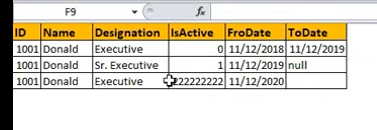 F9 fx
ID Name Designation IsActive FroDate ToDate
1001 Donald Executive 0 11/12/2018 11/12/2019
1001 Donald Sr. Executive 1 11/12/2019 null
1001 Donald Executive 222222222 11/12/2020